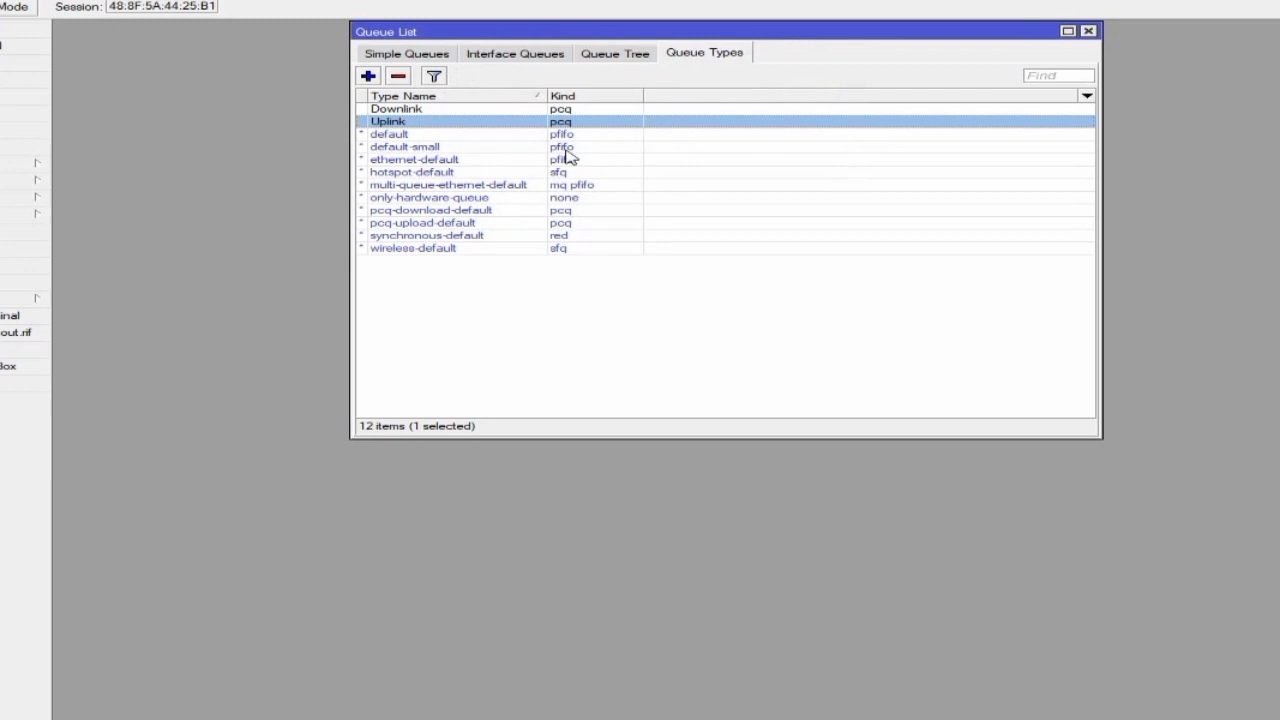 Mode Session: 48:8F:5A:44:25:B1
Queue List
Simple Queues Interface Queues Queue Tree Queue Types
Find
Type Name Kind
Downlink pcq
Uplink pcq
* default pfifo
* default-small pfifo
* ethernet-default
* hotspot-default sfq
* multi-queue-ethernet-default mq pfifo
* only-hardware-queue none
* pcq-download-default pcq
* pcq-upload-default pcq
* synchronous-default red
* wireless-default sfq
inal
out.rif
Box
12 items (1 selected)